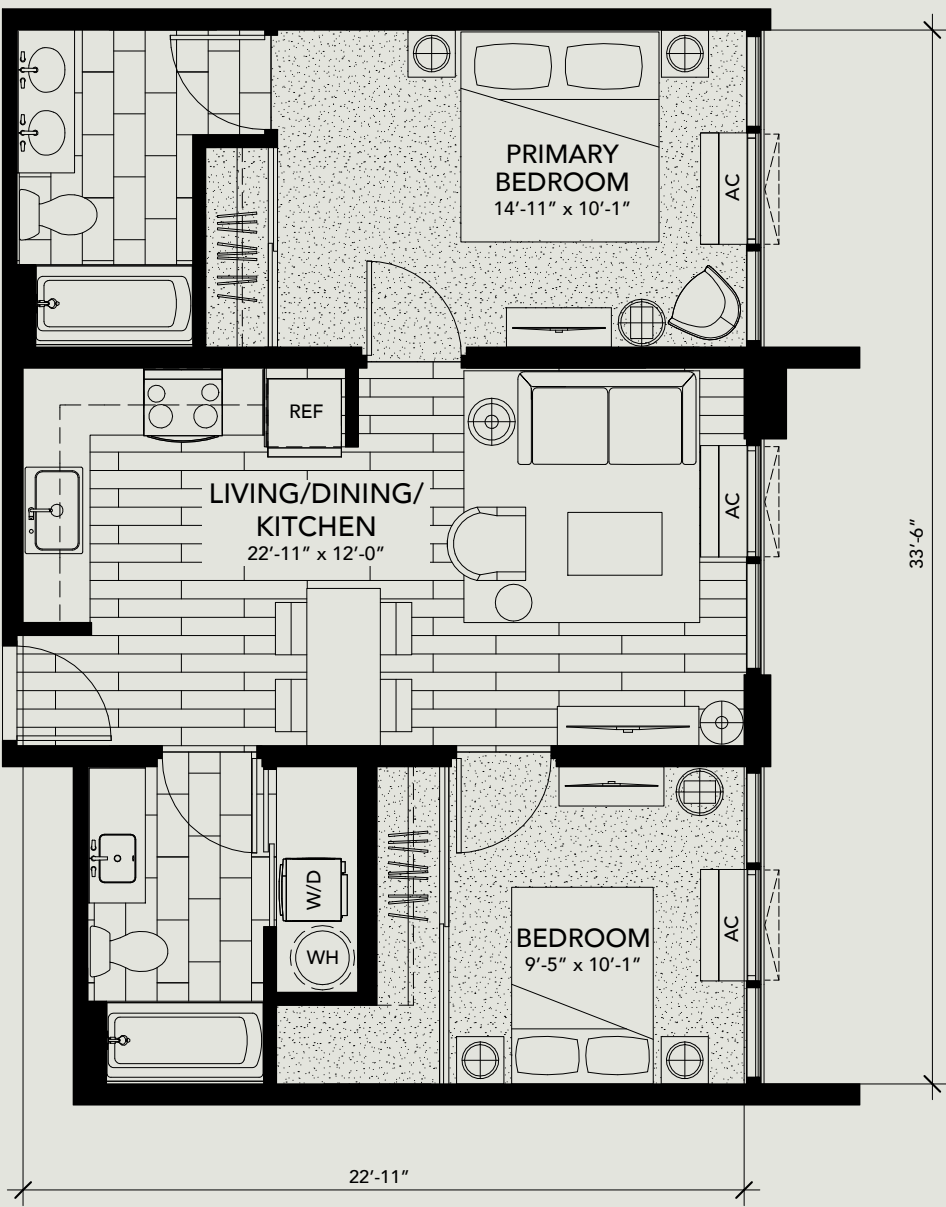 PRIMARY
BEDROOM
14'-11" x 10'-1"
AC
REF
LIVING/DINING/
KITCHEN
22'-11" x 12'-0"
AC
33'-6"
W/D
WH
BEDROOM
9'-5" x 10'-1"
AC
22'-11"